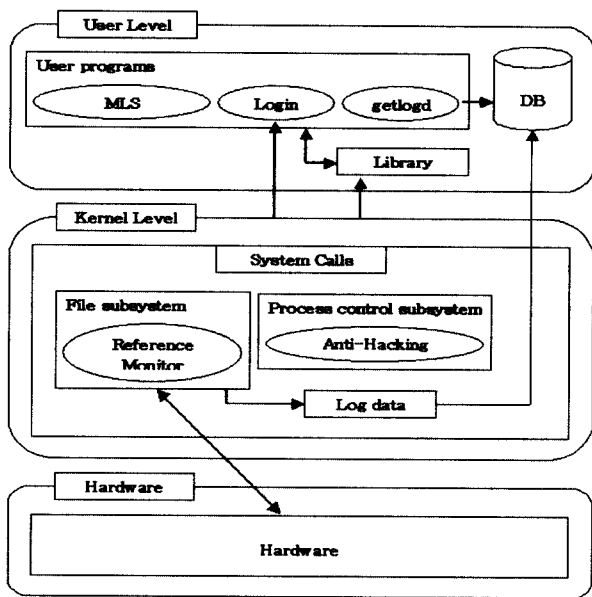 User Level
User programs
MLS
Login
getlogd
DB
Library
Kernel Level
System Calls
File subsystem
Reference
Monitor
Process control subsystem
Anti-Hacking
Log data
Hardware
Hardware